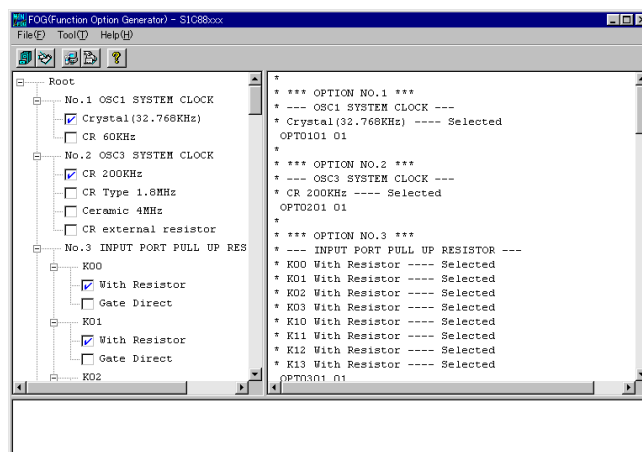 FOG(Function Option Generator) - S1C88xxx
File(F) Tool(T) Help(H)
Root
No.1 OSC1 SYSTEM CLOCK
Crystal(32.768KHz)
CR 60KHz
No.2 OSC3 SYSTEM CLOCK
CR 200KHz
CR Type 1.8MHz
Ceramic 4MHz
CR external resistor
No.3 INPUT PORT PULL UP RES
K00
With Resistor
Gate Direct
K01
With Resistor
Gate Direct
K02
*
* *** OPTION NO.1 ***
* --- OSC1 SYSTEM CLOCK ---
* Crystal(32.768KHz) ---- Selected
OPT0101 01
*
* *** OPTION NO.2 ***
* --- OSC3 SYSTEM CLOCK ---
* CR 200KHz ---- Selected
OPT0201 01
*
* *** OPTION NO.3 ***
* --- INPUT PORT PULL UP RESISTOR ---
* K00 With Resistor ---- Selected
* K01 With Resistor ---- Selected
* K02 With Resistor ---- Selected
* K03 With Resistor ---- Selected
* K10 With Resistor ---- Selected
* K11 With Resistor ---- Selected
* K12 With Resistor ---- Selected
* K13 With Resistor ---- Selected
OPT0301 01